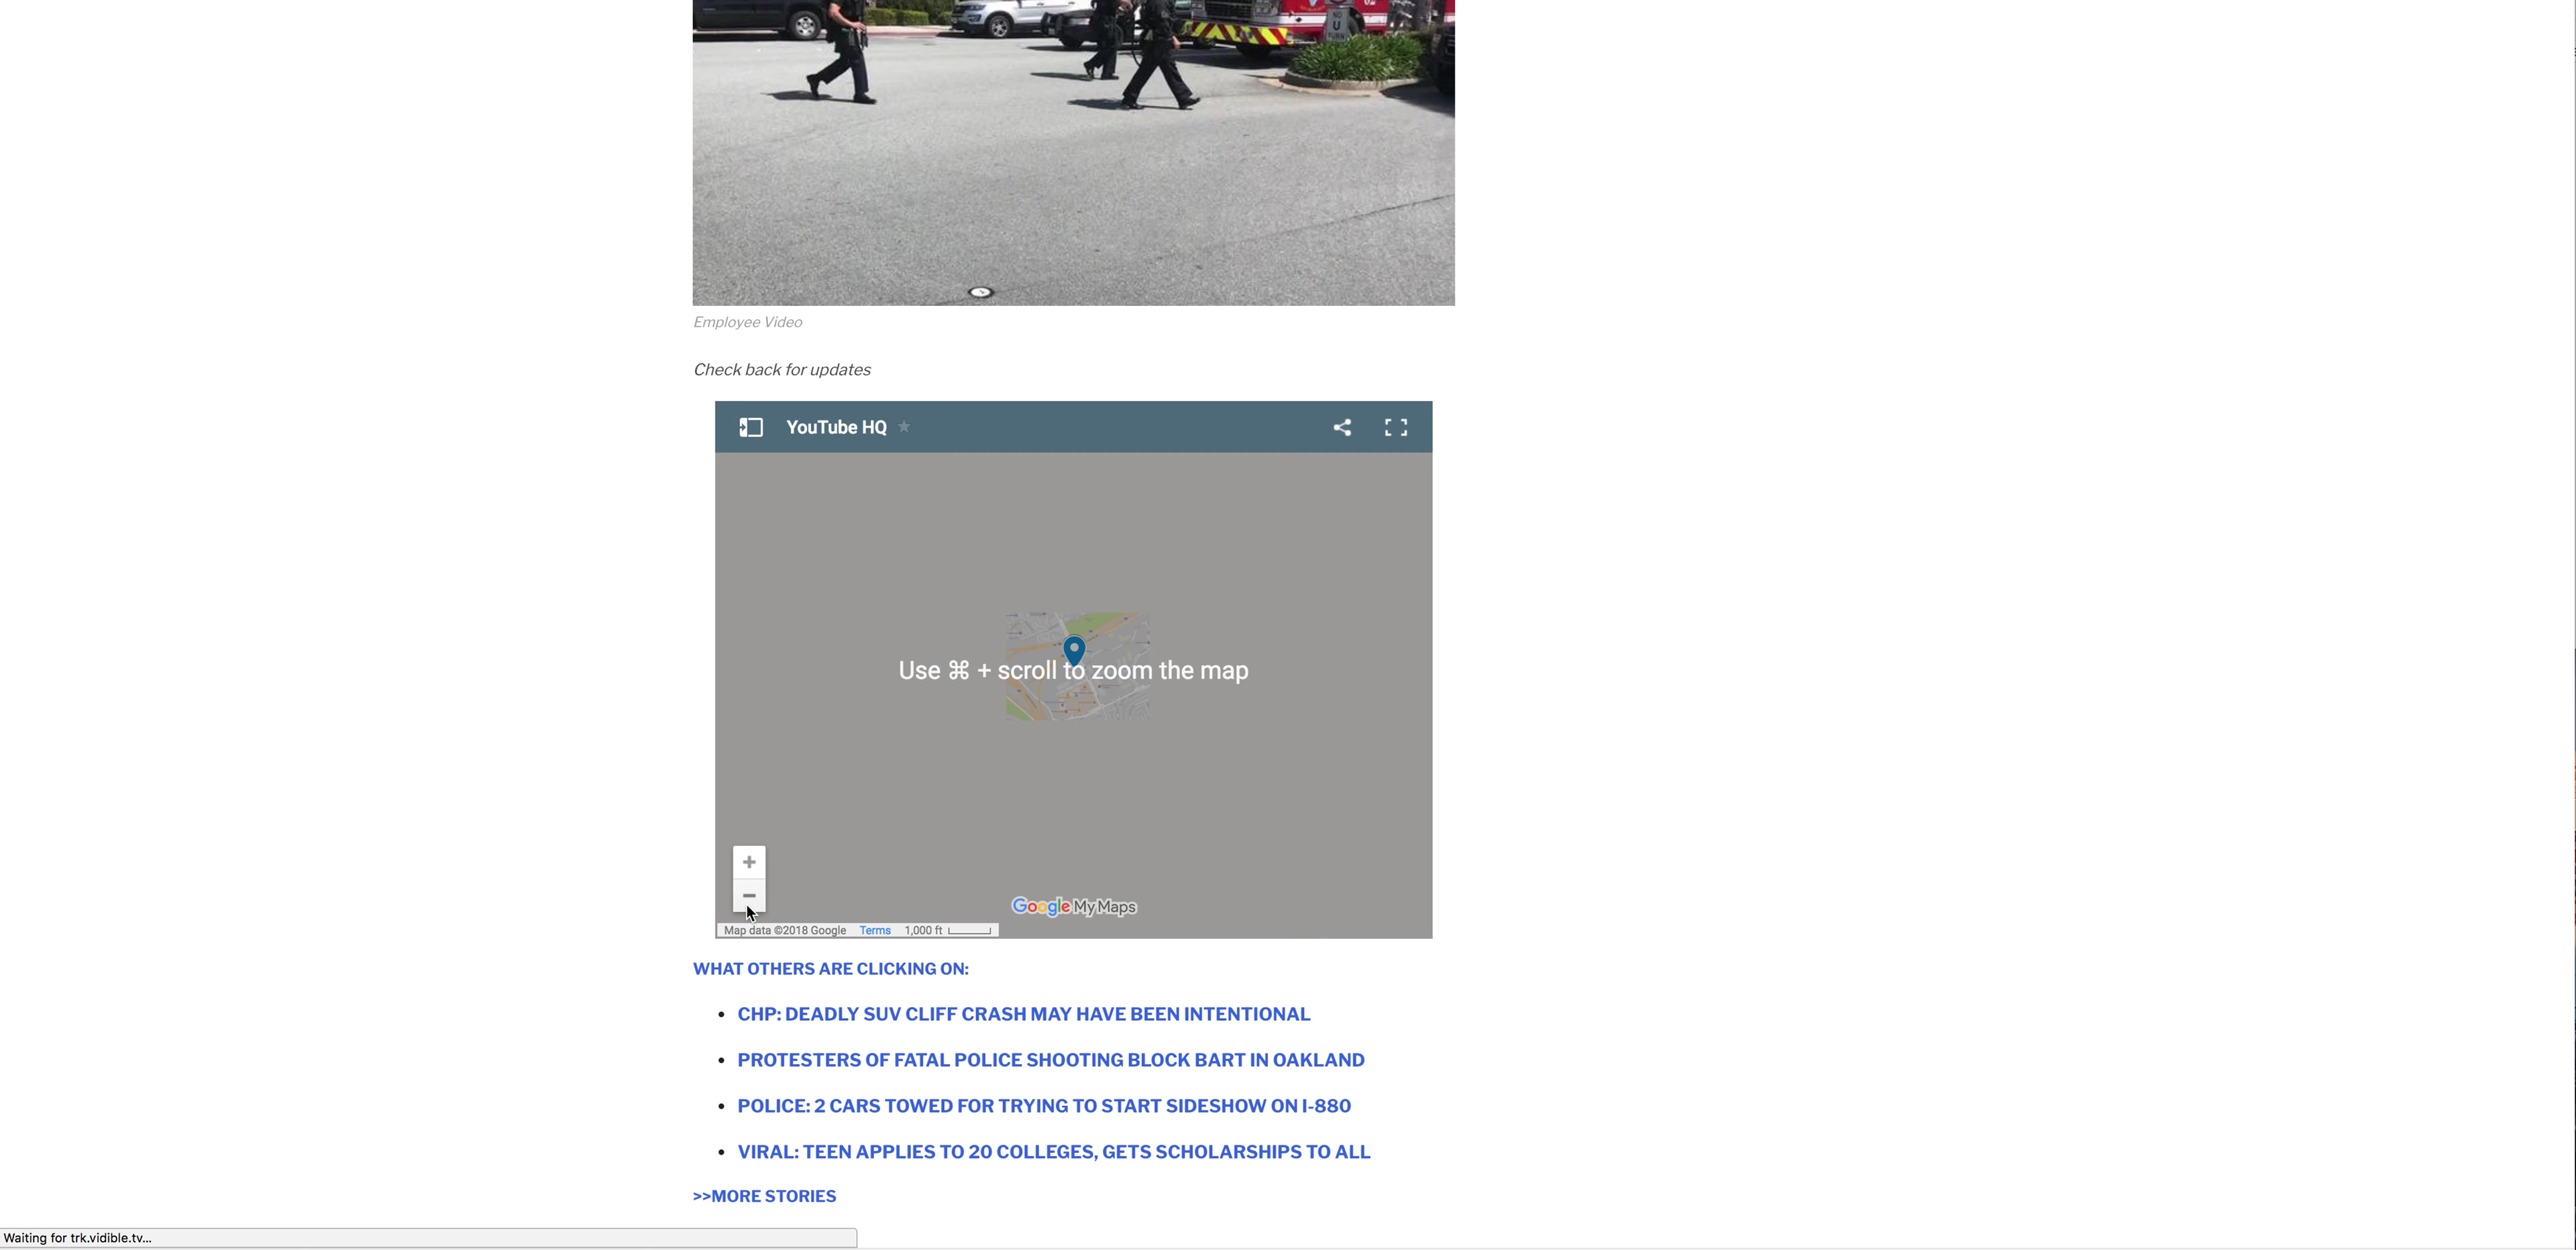 NO
U
TURN
Employee Video
Check back for updates
YouTube HQ
Use ⌘ + scroll to zoom the map
+
−
Google My Maps
Map data ©2018 Google Terms 1,000 ft
WHAT OTHERS ARE CLICKING ON:
• CHP: DEADLY SUV CLIFF CRASH MAY HAVE BEEN INTENTIONAL
• PROTESTERS OF FATAL POLICE SHOOTING BLOCK BART IN OAKLAND
• POLICE: 2 CARS TOWED FOR TRYING TO START SIDESHOW ON I-880
• VIRAL: TEEN APPLIES TO 20 COLLEGES, GETS SCHOLARSHIPS TO ALL
>>MORE STORIES
Waiting for trk.vidible.tv...